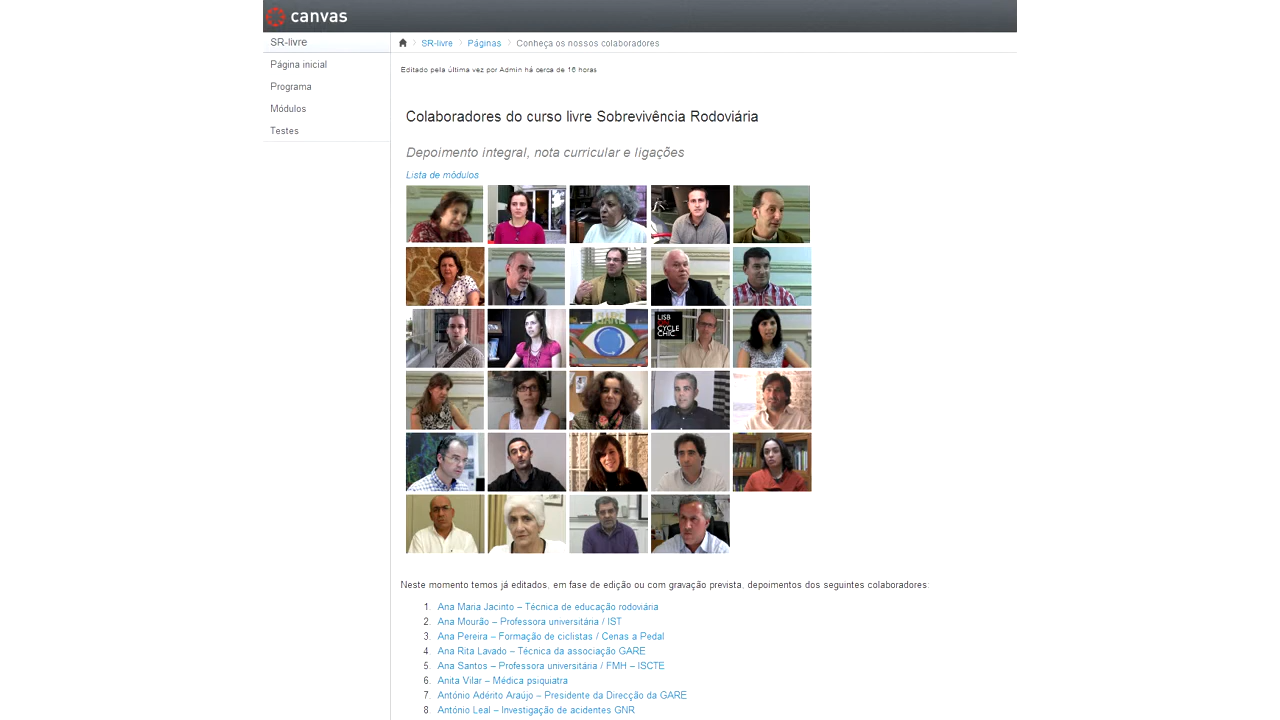 canvas
SR-livre
SR-livre
Páginas
Conheça os nossos colaboradores
Página inicial
Programa
Módulos
Testes
Editado pela última vez por Admin há cerca de 16 horas
Colaboradores do curso livre Sobrevivência Rodoviária
Depoimento integral, nota curricular e ligações
Lista de módulos
LISB
CYCLE
CHIC
Neste momento temos já editados, em fase de edição ou com gravação prevista, depoimentos dos seguintes colaboradores:
1. Ana Maria Jacinto – Técnica de educação rodoviária
2. Ana Mourão – Professora universitária / IST
3. Ana Pereira – Formação de ciclistas / Cenas a Pedal
4. Ana Rita Lavado – Técnica da associação GARE
5. Ana Santos – Professora universitária / FMH – ISCTE
6. Anita Vilar – Médica psiquiatra
7. António Adérito Araújo – Presidente da Direcção da GARE
8. António Leal – Investigação de acidentes GNR